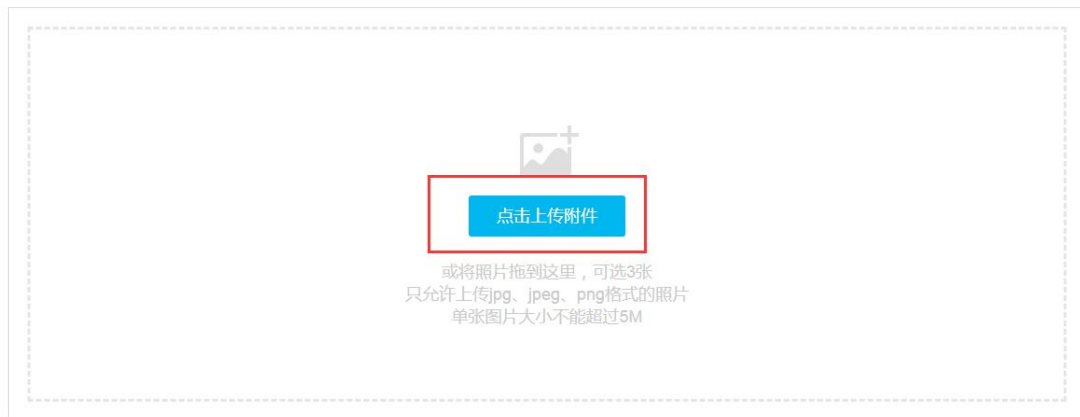 点击上传附件
或将照片拖到这里，可选3张
只允许上传jpg、jpeg、png格式的照片
单张图片大小不能超过5M